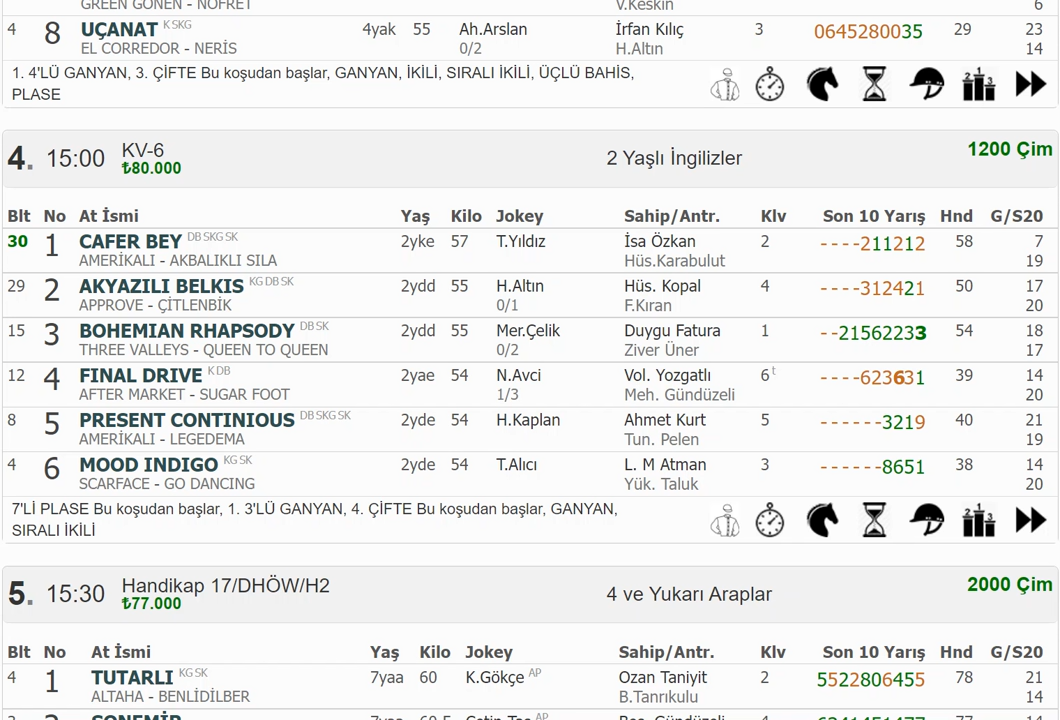 GREEN GÖNEN - NÖFRET V.Keskin 6
4 8 UÇANAT K SKG 4yak 55 Ah.Arslan İrfan Kılıç 3 0645280035 29 23
EL CORREDOR - NERİS 0/2 H.Altın 14
1. 4'LÜ GANYAN, 3. ÇİFTE Bu koşudan başlar, GANYAN, İKİLİ, SIRALI İKİLİ, ÜÇLÜ BAHİS,
PLASE
4. 15:00 KV-6 2 Yaşlı İngilizler 1200 Çim
₺80.000
Blt No At İsmi Yaş Kilo Jokey Sahip/Antr. Klv Son 10 Yarış Hnd G/S20
30 1 CAFER BEY DB SKG SK 2yke 57 T.Yıldız İsa Özkan 2 ----211212 58 7
AMERİKALI - AKBALIKLI SILA Hüs.Karabulut 19
29 2 AKYAZILI BELKIS KG DB SK 2ydd 55 H.Altın Hüs. Kopal 4 ----312421 50 17
APPROVE - ÇİTLENBİK 0/1 F.Kıran 20
15 3 BOHEMIAN RHAPSODY DB SK 2ydd 55 Mer.Çelik Duygu Fatura 1 --21562233 54 18
THREE VALLEYS - QUEEN TO QUEEN 0/2 Ziver Üner 17
12 4 FINAL DRIVE K DB 2yae 54 N.Avci Vol. Yozgatlı 6 t ----623631 39 14
AFTER MARKET - SUGAR FOOT 1/3 Meh. Gündüzeli 20
8 5 PRESENT CONTINIOUS DB SKG SK 2yde 54 H.Kaplan Ahmet Kurt 5 ------3219 40 21
AMERİKALI - LEGEDEMA Tun. Pelen 19
4 6 MOOD INDIGO KG SK 2yde 54 T.Alıcı L. M Atman 3 ------8651 38 14
SCARFACE - GO DANCING Yük. Taluk 20
7'Lİ PLASE Bu koşudan başlar, 1. 3'LÜ GANYAN, 4. ÇİFTE Bu koşudan başlar, GANYAN,
SIRALI İKİLİ
5. 15:30 Handikap 17/DHÖW/H2 4 ve Yukarı Araplar 2000 Çim
₺77.000
Blt No At İsmi Yaş Kilo Jokey Sahip/Antr. Klv Son 10 Yarış Hnd G/S20
4 1 TUTARLI KG SK 7yaa 60 K.Gökçe AP Ozan Taniyit 2 5522806455 78 21
ALTAHA - BENLİDİLBER B.Tanrıkulu 14
SONEMİR 7yaa AP